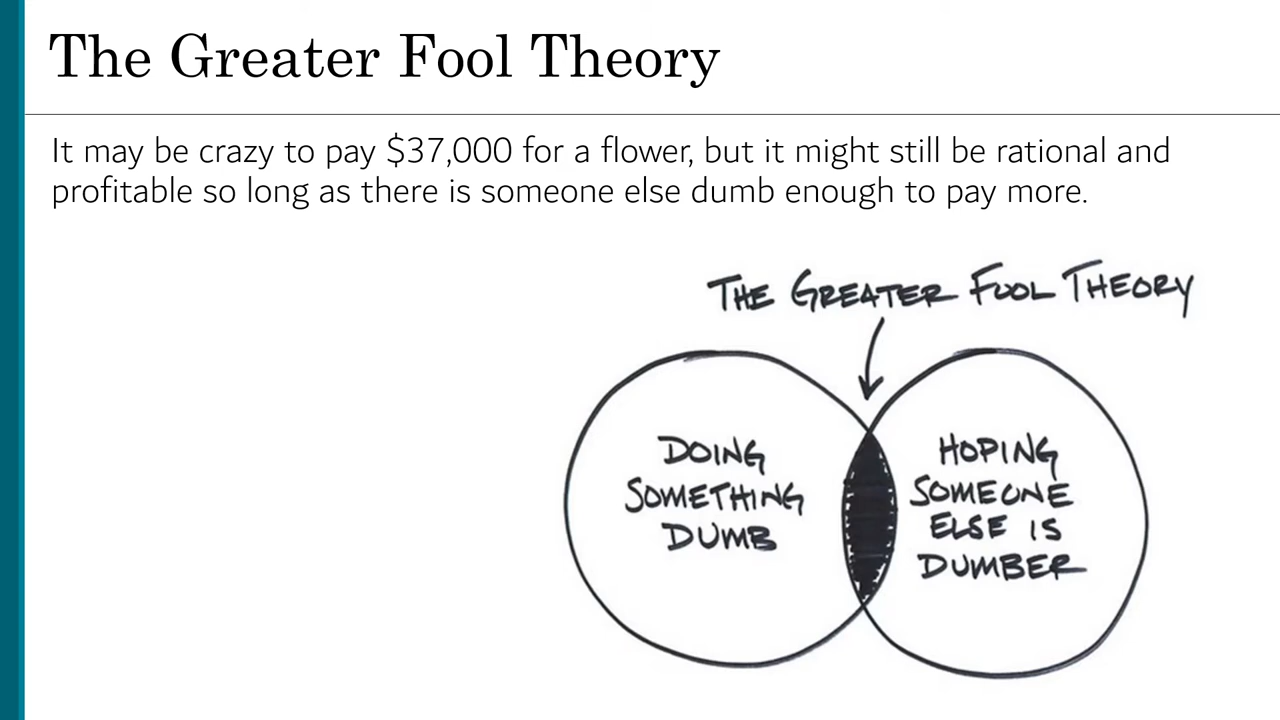 The Greater Fool Theory
It may be crazy to pay $37,000 for a flower, but it might still be rational and
profitable so long as there is someone else dumb enough to pay more.
THE GREATER FOOL THEORY
DOING
SOMETHING
DUMB
HOPING
SOMEONE
ELSE IS
DUMBER